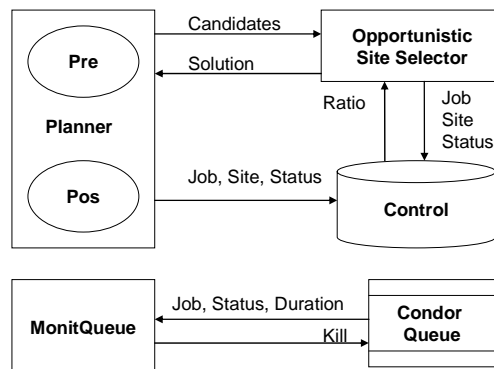 Candidates
Opportunistic
Site Selector
Pre
Solution
Ratio
Job
Site
Status
Planner
Pos
Job, Site, Status
Control
MonitQueue
Job, Status, Duration
Kill
Condor
Queue